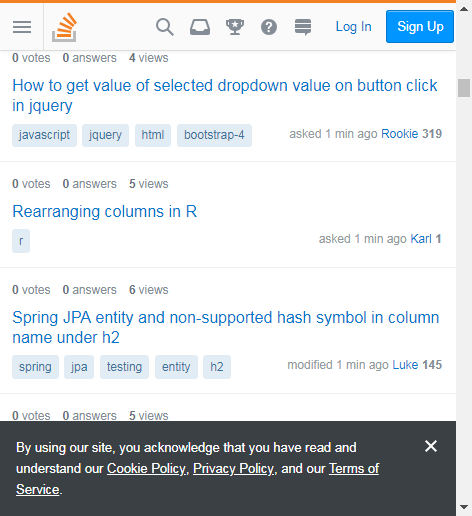 Log In Sign Up
0 votes 0 answers 4 views
How to get value of selected dropdown value on button click
in jquery
javascript jquery html bootstrap-4 asked 1 min ago Rookie 319
0 votes 0 answers 5 views
Rearranging columns in R
r asked 1 min ago Karl 1
0 votes 0 answers 6 views
Spring JPA entity and non-supported hash symbol in column
name under h2
spring jpa testing entity h2 modified 1 min ago Luke 145
0 votes 0 answers 5 views
By using our site, you acknowledge that you have read and
understand our Cookie Policy, Privacy Policy, and our Terms of
Service.